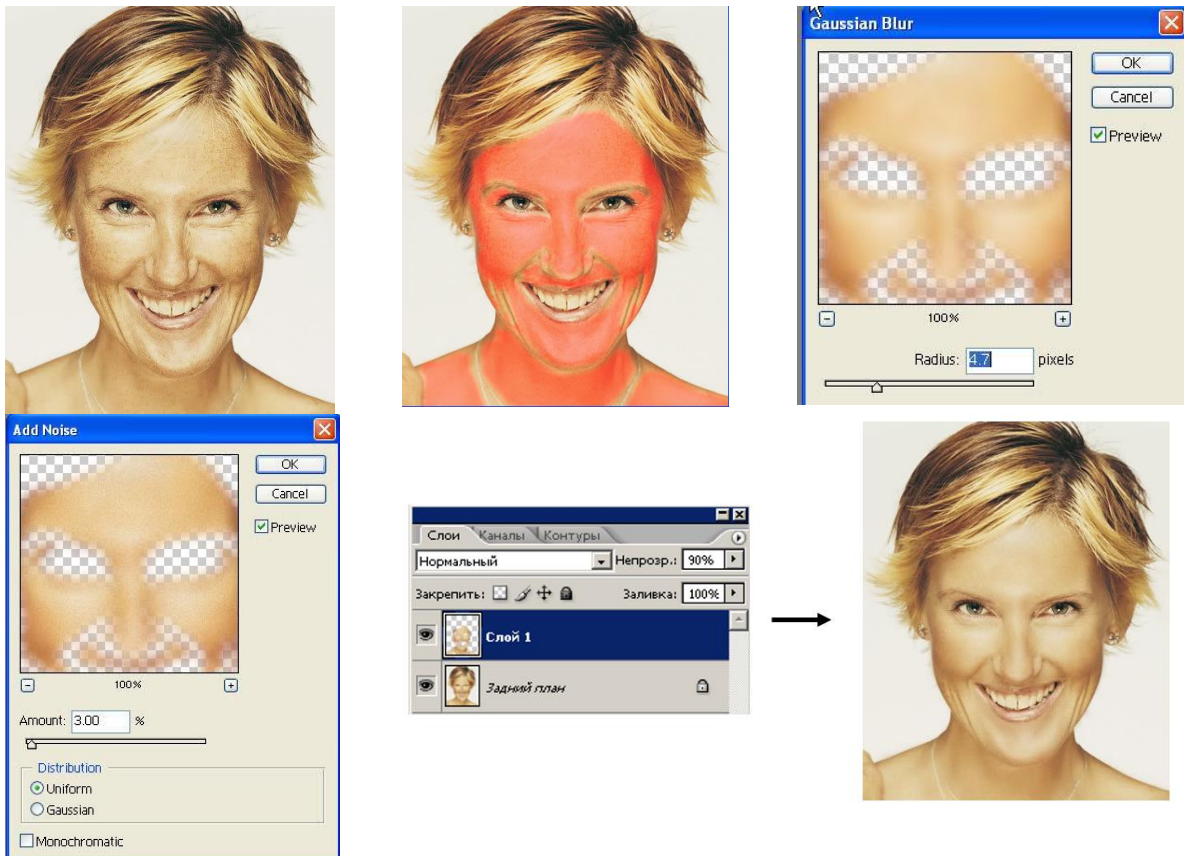 Gaussian Blur
OK
Cancel
Preview
100%
Radius: 4.7 pixels
Add Noise
OK
Cancel
Preview
100%
Amount: 3.00 %
Distribution
Uniform
Gaussian
Monochromatic
Слои Каналы Контуры
Нормальный Непрозр.: 90%
Закрепить: Заливка: 100%
Слой 1
Задний план